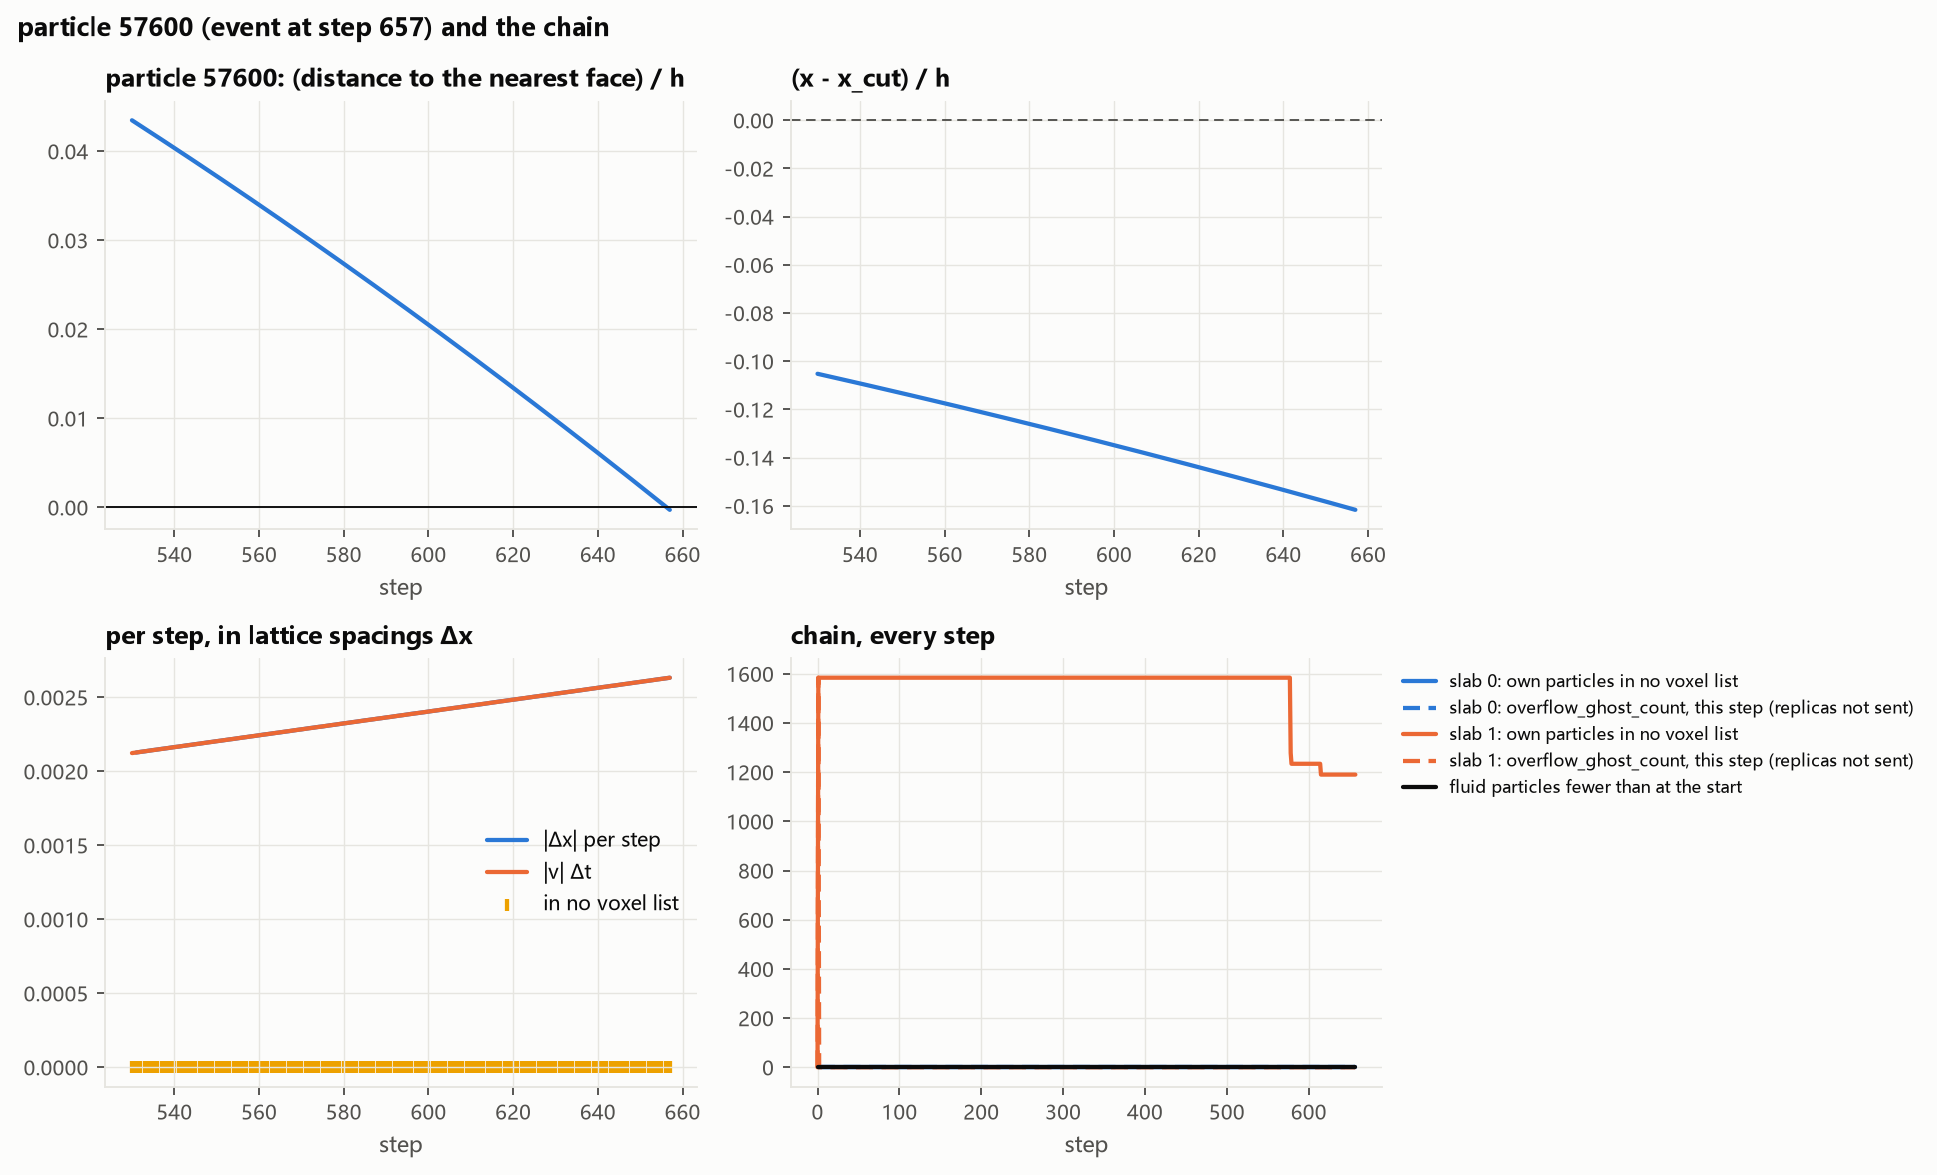 particle 57600 (event at step 657) and the chain
particle 57600: (distance to the nearest face) / h
0.04
0.03
0.02
0.01
0.00
540 560 580 600 620 640 660
step
(x - x_cut) / h
0.00
-0.02
-0.04
-0.06
-0.08
-0.10
-0.12
-0.14
-0.16
540 560 580 600 620 640 660
step
per step, in lattice spacings Δx
0.0025
0.0020
0.0015
0.0010
0.0005
0.0000
|Δx| per step
|v| Δt
in no voxel list
540 560 580 600 620 640 660
step
chain, every step
1600
1400
1200
1000
800
600
400
200
0
0 100 200 300 400 500 600
step
slab 0: own particles in no voxel list
slab 0: overflow_ghost_count, this step (replicas not sent)
slab 1: own particles in no voxel list
slab 1: overflow_ghost_count, this step (replicas not sent)
fluid particles fewer than at the start